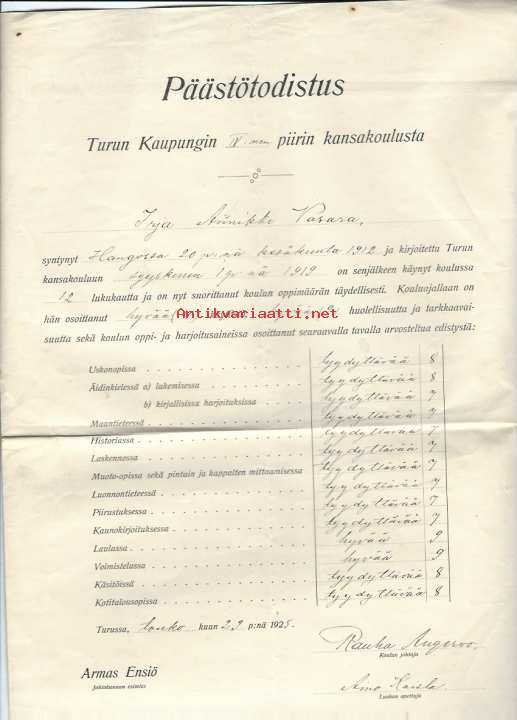 Päästötodistus
Turun Kaupungin IV:nen piirin kansakoulusta
Irja Aunikki Vasara,
syntynyt Hangossa 20 p:nä kesäkuuta 1912 ja kirjoitettu Turun
kansakouluun syyskuun 1 p:nä 1919 on senjälkeen käynyt koulussa
12 lukukautta ja on nyt suorittanut koulun oppimäärän täydellisesti. Kouluajallaan on
hän osoittanut hyvää huolellisuutta ja tarkkaavai-
Antikvariaatti.net
suutta sekä koulun oppi- ja harjoitusaineissa osoittanut seuraavalla tavalla arvosteltua edistystä:
Uskonopissa tyydyttävää 8
Äidinkielessä a) lukemisessa tyydyttävää 8
b) kirjallisissa harjoituksissa tyydyttävää 7
Maantieteessä tyydyttävää 7
Historiassa tyydyttävää 7
Laskennossa tyydyttävää 7
Muoto-opissa sekä pintain ja kappalten mittaamisessa tyydyttävää 7
Luonnontieteessä tyydyttävää 7
Piirustuksessa tyydyttävää 7
Kaunokirjoituksessa tyydyttävää 7
Laulussa hyvää 9
Voimistelussa hyvää 9
Käsitöissä tyydyttävää 8
Kotitalousopissa tyydyttävää 8
Turussa, touko kuun 29 p:nä 1925.
Rauha Angervo.
Koulun johtaja
Armas Ensiö
Johtokunnan esimies
Aino
Luokan opettaja